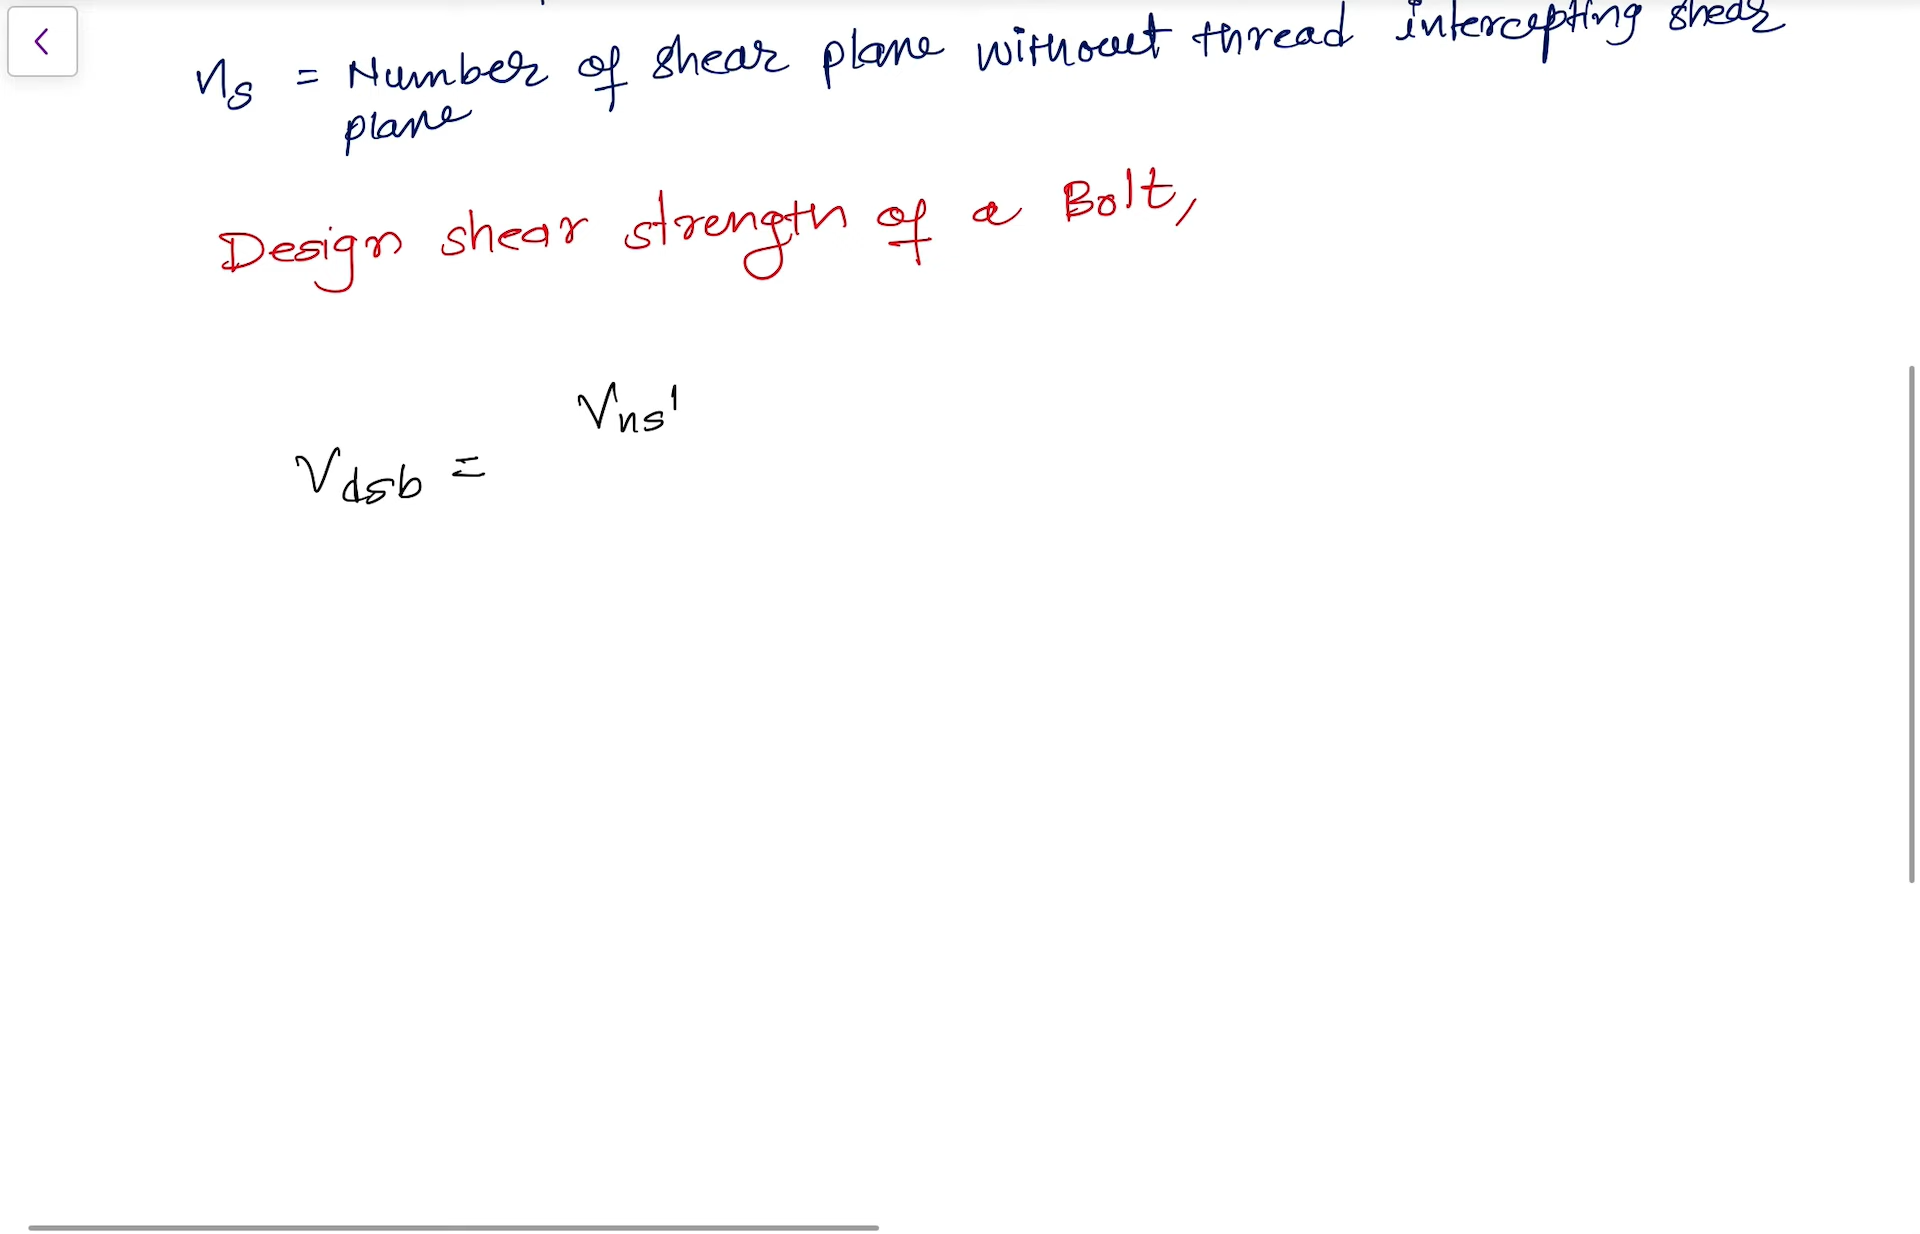 ns = Number of shear plane without thread intercepting shear
plane
Design shear strength of a Bolt,
Vns'
Vdsb =